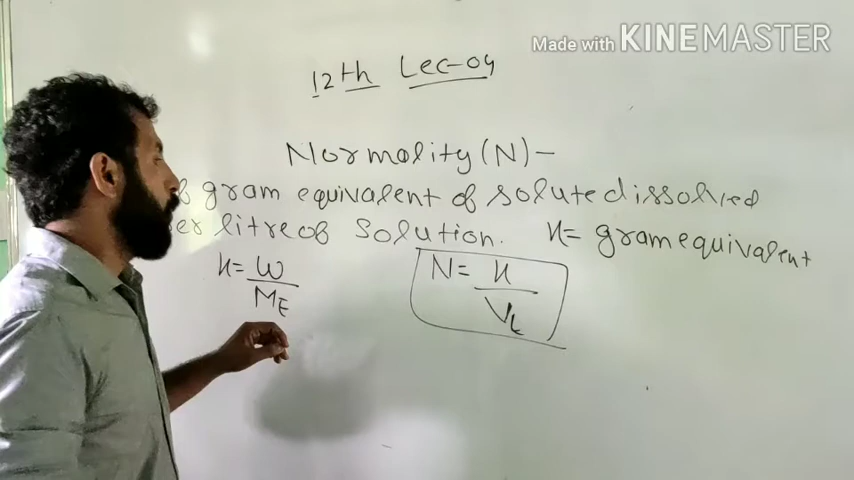 Made with KINEMASTER
12th Lec-04
Normality (N) -
of gram equivalent of solute dissolved
er litre of solution. x = gram equivalent
x = W / ME
N = x / VL